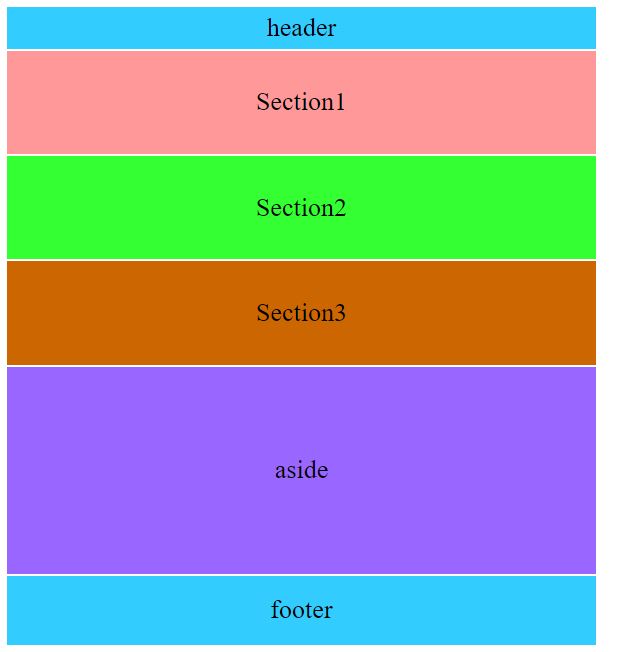 header
Section1
Section2
Section3
aside
footer